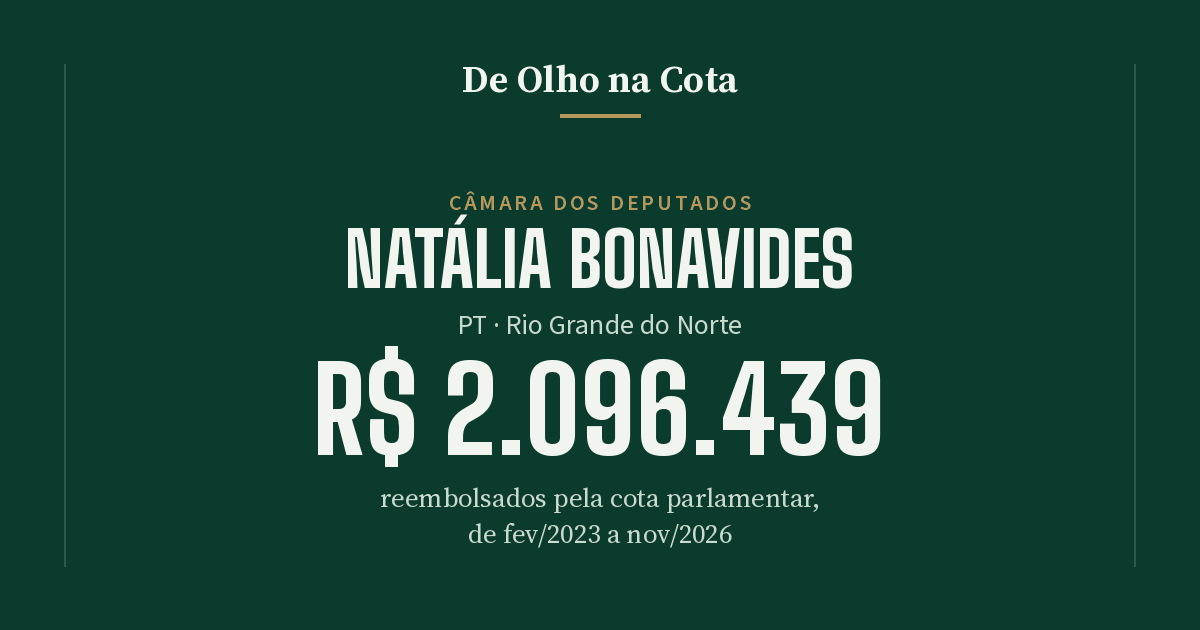 De Olho na Cota
CÂMARA DOS DEPUTADOS
NATÁLIA BONAVIDES
PT · Rio Grande do Norte
R$ 2.096.439
reembolsados pela cota parlamentar,
de fev/2023 a nov/2026